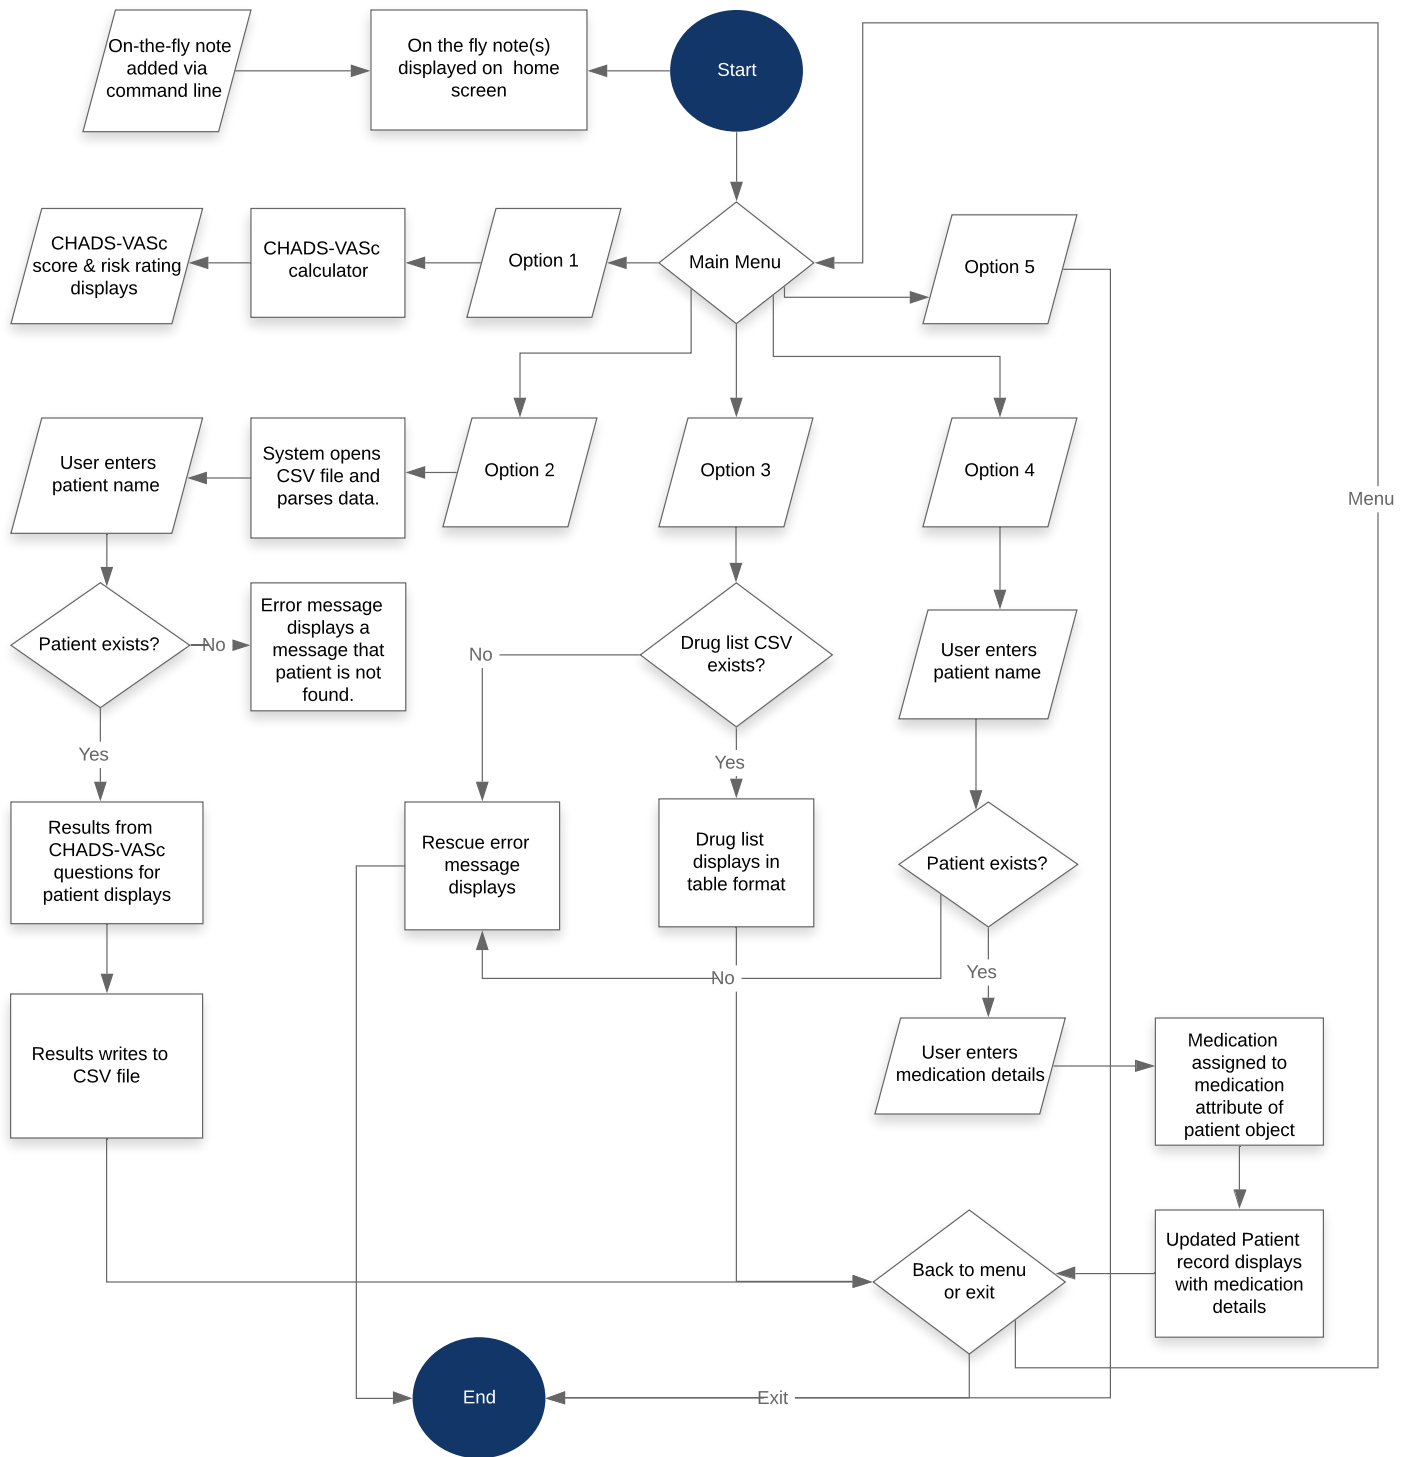 On-the-fly note
added via
command line
On the fly note(s)
displayed on home
screen
Start
CHADS-VASc
score & risk rating
displays
CHADS-VASc
calculator
Option 1
Main Menu
Option 5
User enters
patient name
System opens
CSV file and
parses data.
Option 2
Option 3
Option 4
Menu
Patient exists?
No
Error message
displays a
message that
patient is not
found.
Drug list CSV
exists?
No
User enters
patient name
Yes
Yes
Results from
CHADS-VASc
questions for
patient displays
Rescue error
message
displays
Drug list
displays in
table format
Patient exists?
No
Yes
Results writes to
CSV file
User enters
medication details
Medication
assigned to
medication
attribute of
patient object
Back to menu
or exit
Updated Patient
record displays
with medication
details
End
Exit